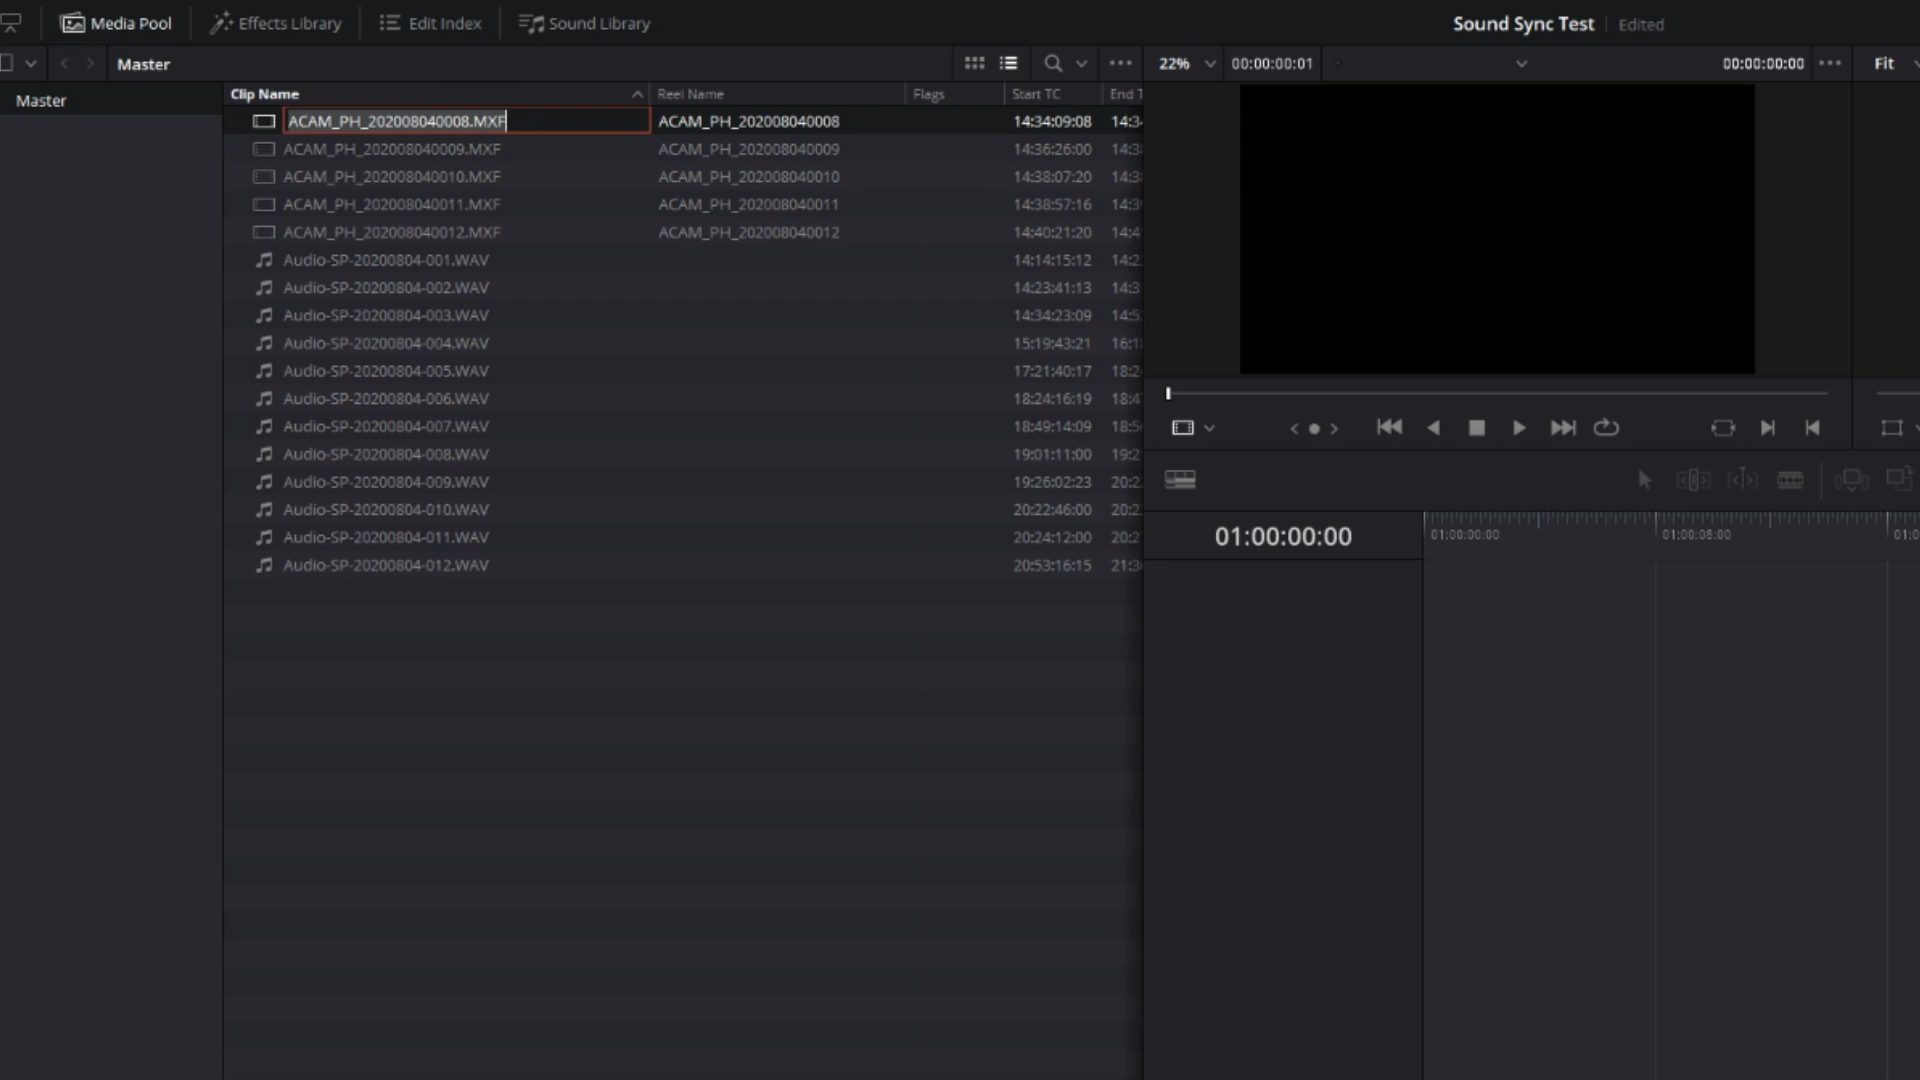 Media Pool Effects Library Edit Index Sound Library Sound Sync Test Edited
Master 22% 00:00:00:01 00:00:00:00 Fit
Master
Clip Name Reel Name Flags Start TC End T
ACAM_PH_202008040008.MXF ACAM_PH_202008040008 14:34:09:08 14:34
ACAM_PH_202008040009.MXF ACAM_PH_202008040009 14:36:26:00 14:3
ACAM_PH_202008040010.MXF ACAM_PH_202008040010 14:38:07:20 14:3
ACAM_PH_202008040011.MXF ACAM_PH_202008040011 14:38:57:16 14:3
ACAM_PH_202008040012.MXF ACAM_PH_202008040012 14:40:21:20 14:4
Audio-SP-20200804-001.WAV 14:14:15:12 14:2
Audio-SP-20200804-002.WAV 14:23:41:13 14:3
Audio-SP-20200804-003.WAV 14:34:23:09 14:5
Audio-SP-20200804-004.WAV 15:19:43:21 16:1
Audio-SP-20200804-005.WAV 17:21:40:17 18:2
Audio-SP-20200804-006.WAV 18:24:16:19 18:4
Audio-SP-20200804-007.WAV 18:49:14:09 18:5
Audio-SP-20200804-008.WAV 19:01:11:00 19:2
Audio-SP-20200804-009.WAV 19:26:02:23 20:2
Audio-SP-20200804-010.WAV 20:22:46:00 20:2
Audio-SP-20200804-011.WAV 20:24:12:00 20:2
Audio-SP-20200804-012.WAV 20:53:16:15 21:3
01:00:00:00
01:00:00:00 01:00:08:00 01:0